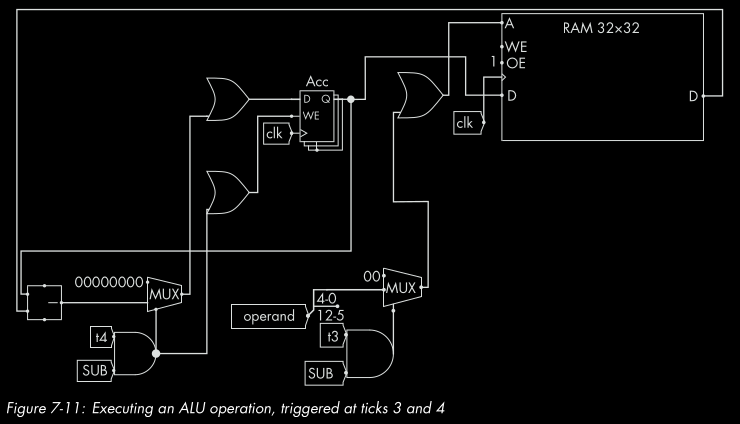 RAM 32×32
A
WE
1 OE
D
D
clk
Acc
D Q
WE
clk
00000000
MUX
t4
SUB
00
MUX
4-0
operand
12-5
t3
SUB
Figure 7-11: Executing an ALU operation, triggered at ticks 3 and 4